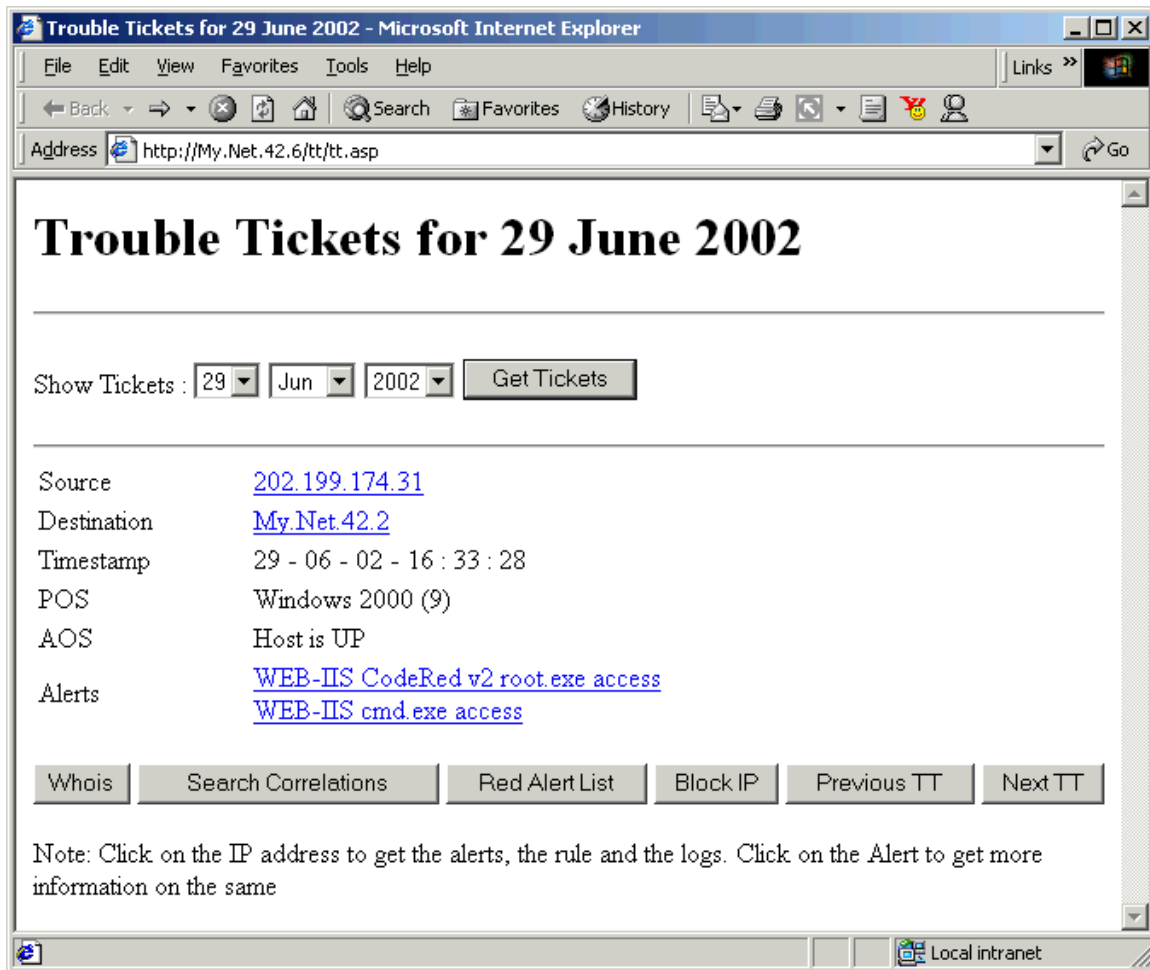 Trouble Tickets for 29 June 2002 - Microsoft Internet Explorer
File Edit View Favorites Tools Help Links »
Back Search Favorites History
Address http://My.Net.42.6/tt/tt.asp Go
Trouble Tickets for 29 June 2002
Show Tickets : 29 Jun 2002 Get Tickets
Source 202.199.174.31
Destination My.Net.42.2
Timestamp 29 - 06 - 02 - 16 : 33 : 28
POS Windows 2000 (9)
AOS Host is UP
Alerts WEB-IIS CodeRed v2 root.exe access
WEB-IIS cmd.exe access
Whois Search Correlations Red Alert List Block IP Previous TT Next TT
Note: Click on the IP address to get the alerts, the rule and the logs. Click on the Alert to get more
information on the same
Local intranet